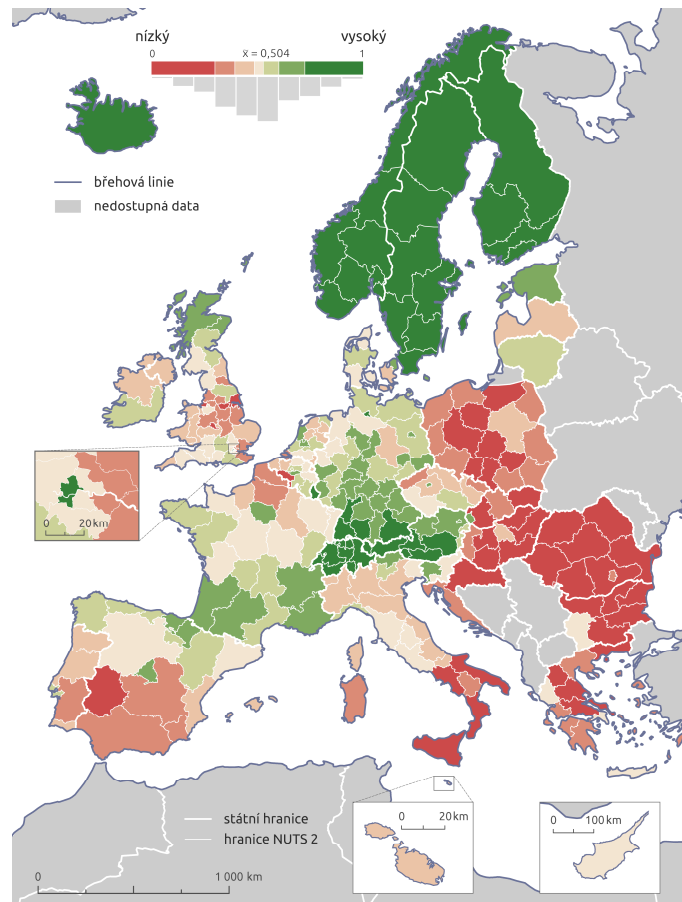 nízký vysoký
0 x̄ = 0,504 1
břehová linie
nedostupná data
0 20 km
státní hranice
hranice NUTS 2
0 1 000 km
0 20 km
0 100 km